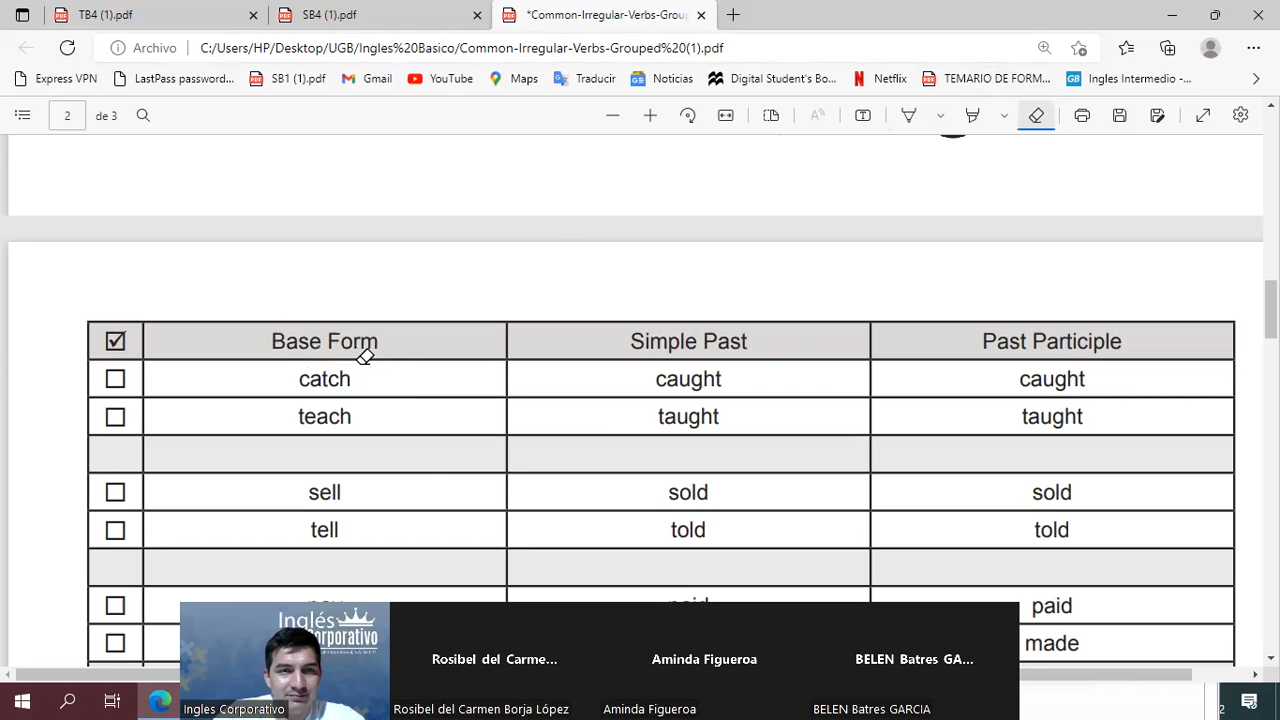 TB4 (1).pdf
SB4 (1).pdf
*Common-Irregular-Verbs-Group
Archivo
C:/Users/HP/Desktop/UGB/Ingles%20Basico/Common-Irregular-Verbs-Grouped%20(1).pdf
Express VPN
LastPass password...
SB1 (1).pdf
Gmail
YouTube
Maps
Traducir
Noticias
Digital Student's Bo...
Netflix
TEMARIO DE FORM...
Ingles Intermedio -...
2 de 3
Base Form Simple Past Past Participle
catch caught caught
teach taught taught
sell sold sold
tell told told
paid
made
Inglés
Rosibel del Carme...
Aminda Figueroa
BELEN Batres GA...
Ingles Corporativo
Rosibel del Carmen Borja López
Aminda Figueroa
BELEN Batres GARCIA
2